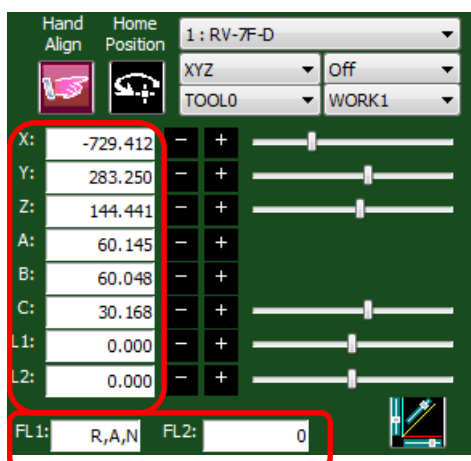 Hand Home
Align Position
1 : RV-7F-D
XYZ Off
TOOL0 WORK1
X: -729.412 - +
Y: 283.250 - +
Z: 144.441 - +
A: 60.145 - +
B: 60.048 - +
C: 30.168 - +
L1: 0.000 - +
L2: 0.000 - +
FL1: R,A,N FL2: 0